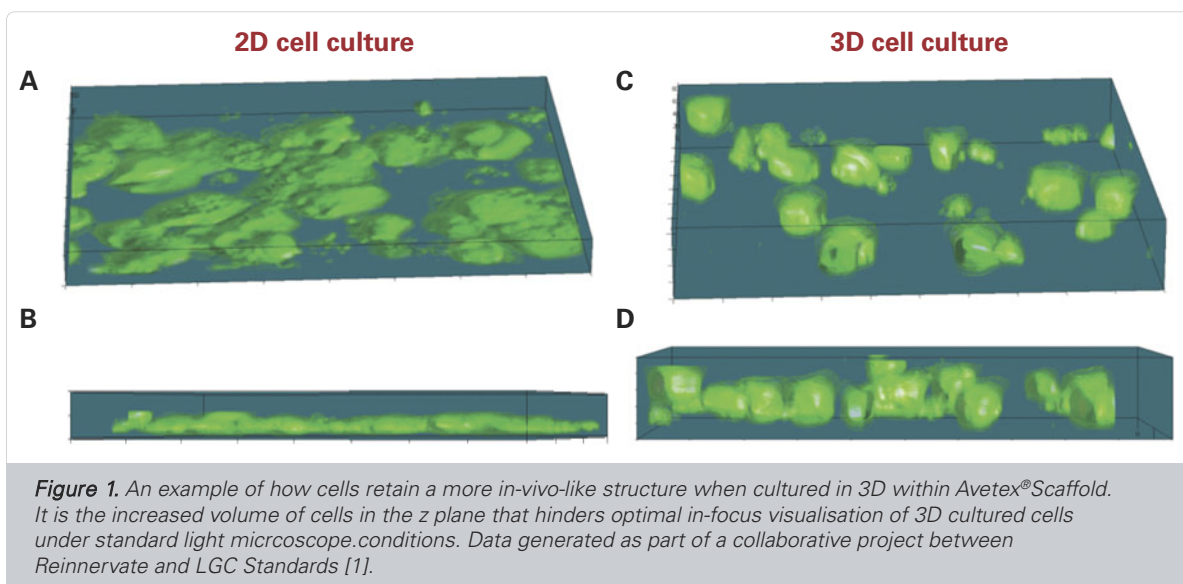 2D cell culture
3D cell culture
A
C
B
D
Figure 1. An example of how cells retain a more in-vivo-like structure when cultured in 3D within Avetex®Scaffold.
It is the increased volume of cells in the z plane that hinders optimal in-focus visualisation of 3D cultured cells
under standard light micrcoscope.conditions. Data generated as part of a collaborative project between
Reinnervate and LGC Standards [1].